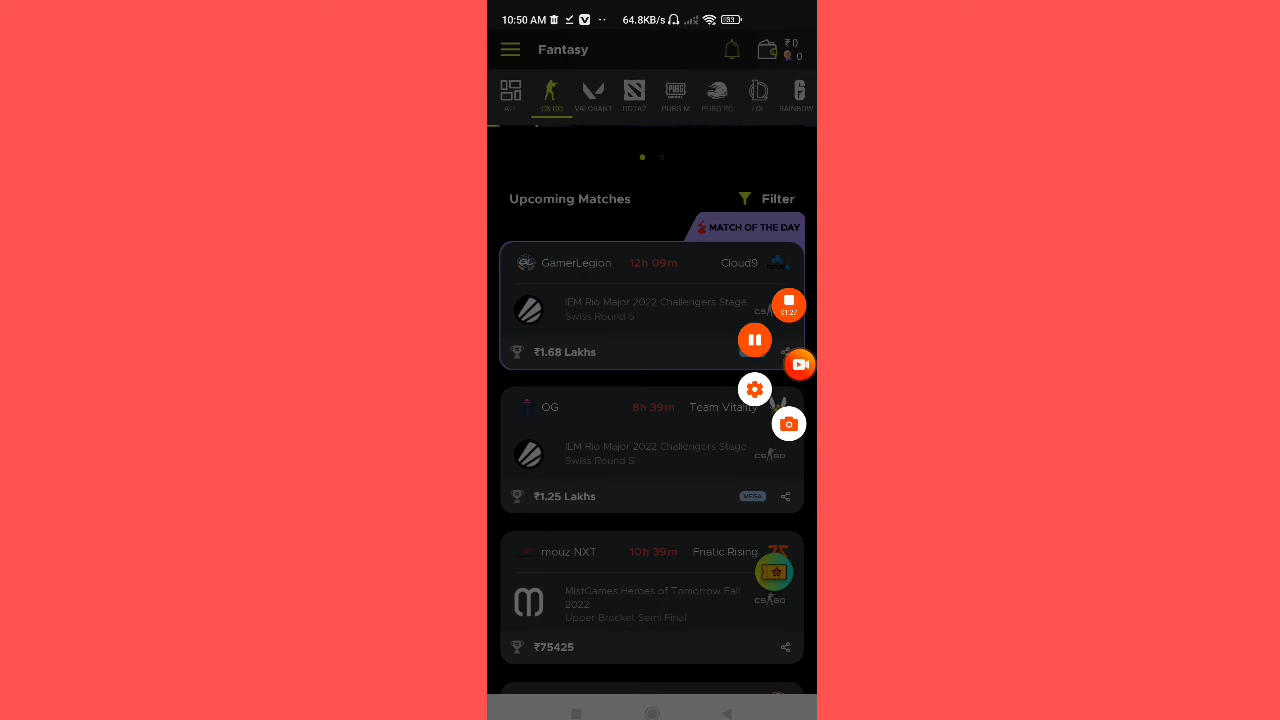 10:50 AM 64.8KB/s 83
Fantasy ₹0
0
ALL CS GO VALORANT DOTA2 PUBG M PUBG PC LOL RAINBOW
Upcoming Matches Filter
MATCH OF THE DAY
GamerLegion 12h 09m Cloud9
IEM Rio Major 2022 Challengers Stage
Swiss Round 5
₹1.68 Lakhs
01:27
OG 8h 39m Team Vitality
IEM Rio Major 2022 Challengers Stage
Swiss Round 5
CS GO
₹1.25 Lakhs MEGA
mouz NXT 10h 39m Fnatic Rising
MistGames Heroes of Tomorrow Fall
2022
Upper Bracket Semi Final
CS GO
₹75425